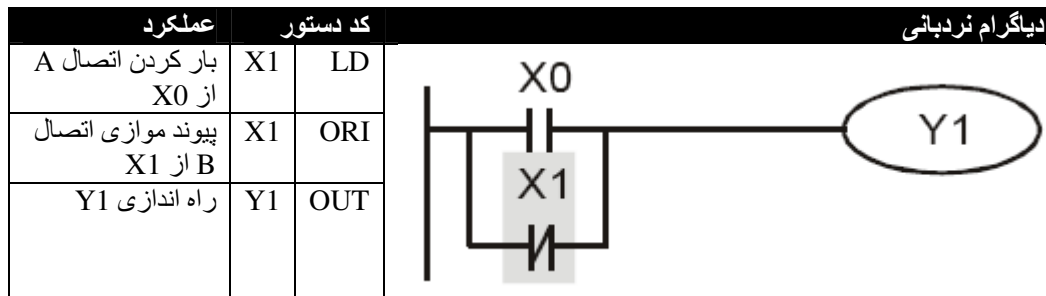 دیاگرام نردبانی
کد دستور
عملکرد
X0
X1
Y1
LD
X1
بار کردن اتصال A
از X0
ORI
X1
پیوند موازی اتصال
B از X1
OUT
Y1
راه اندازی Y1